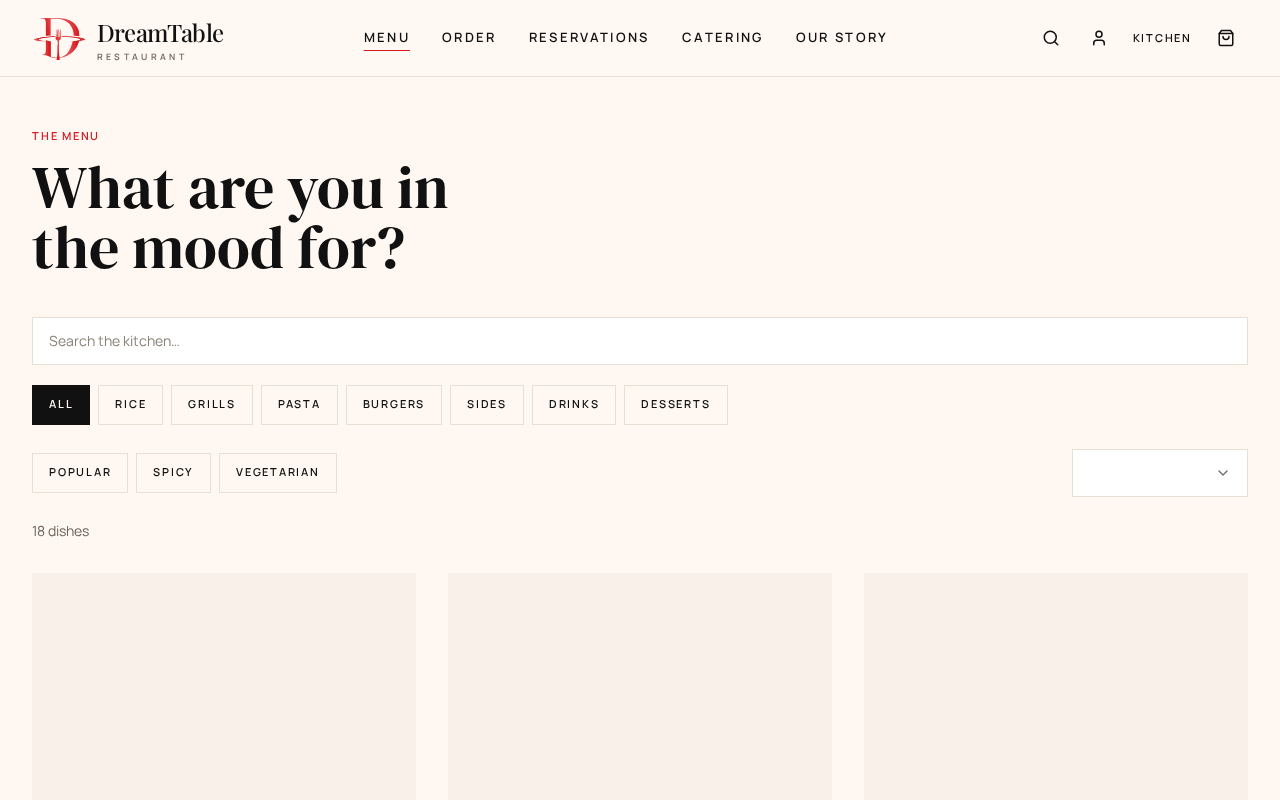 DreamTable
RESTAURANT
MENU
ORDER
RESERVATIONS
CATERING
OUR STORY
KITCHEN
THE MENU
What are you in
the mood for?
Search the kitchen…
ALL
RICE
GRILLS
PASTA
BURGERS
SIDES
DRINKS
DESSERTS
POPULAR
SPICY
VEGETARIAN
18 dishes